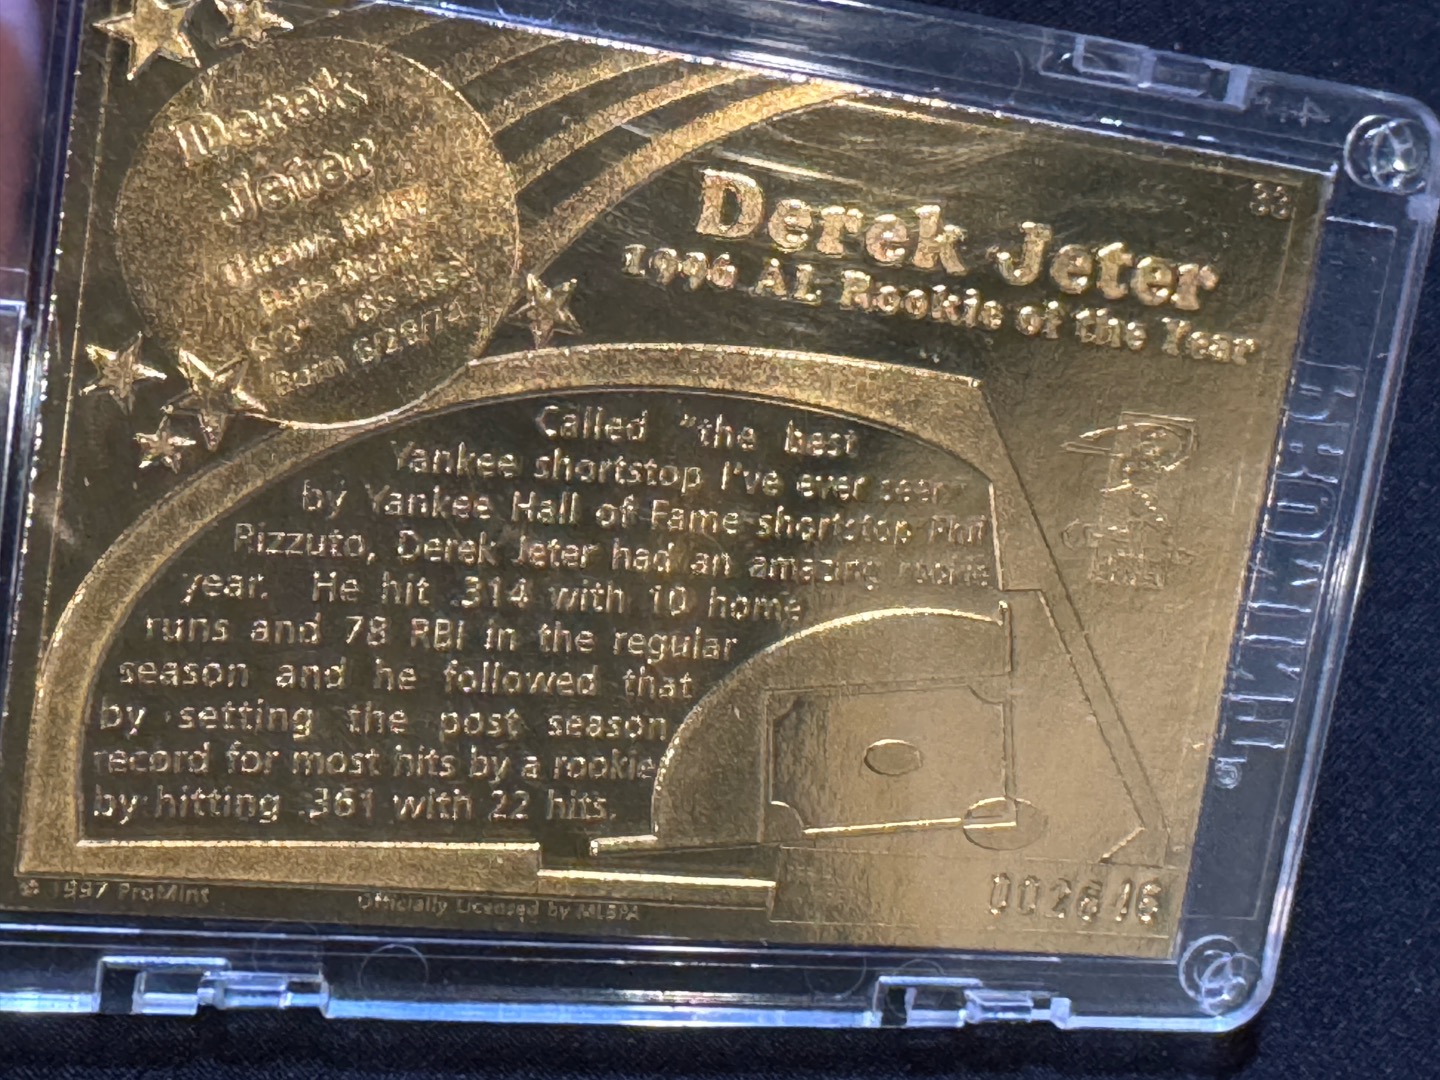 Derek
Jeter
Throws Right
Bats Right
Born 6/26/74
33
Derek Jeter
1996 AL Rookie of the Year
Called "the best
Yankee shortstop I've ever seen
by Yankee Hall of Fame shortstop Phil
Rizzuto, Derek Jeter had an amazing rookie
year. He hit .314 with 10 home
runs and 78 RBI in the regular
season and he followed that
by setting the post season
record for most hits by a rookie
by hitting .361 with 22 hits.
© 1997 ProMint
Officially Licensed by MLBPA
PROMINT